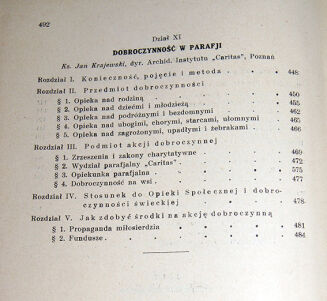 492
Dział XI
DOBROCZYNNOŚĆ W PARAFJI
Ks. Jan Krajewski, dyr. Archid. Instytutu „Caritas", Poznań
Rozdział I. Konieczność, pojęcie i metoda . . 448
Rozdział II. Przedmiot dobroczynności
§ 1. Opieka nad rodziną . . . . 450
§ 2. Opieka nad dziećmi i młodzieżą . . . 455
§ 3. Opieka nad podróżnymi i bezdomnymi . . 462
§ 4. Opieka nad ubogimi, chorymi, starcami, ułomnymi 465
§ 5. Opieka nad zagrożonymi, upadłymi i żebrakami . 466
Rozdział III. Podmiot akcji dobroczynnej
§ 1. Zrzeszenia i zakony charytatywne . . . 469
§ 2. Wydział parafjalny „Caritas" . . . . 472
§ 3. Opiekunka parafjalna . . . . 575
§ 4. Dobroczynność na wsi . . . . 477
Rozdział IV. Stosunek do Opieki Społecznej i dobro-
czynności świeckiej . . . . 478
Rozdział V. Jak zdobyć środki na akcję dobroczynną
§ 1. Propaganda miłosierdzia . . . . 481
§ 2. Fundusze . . . . . 484